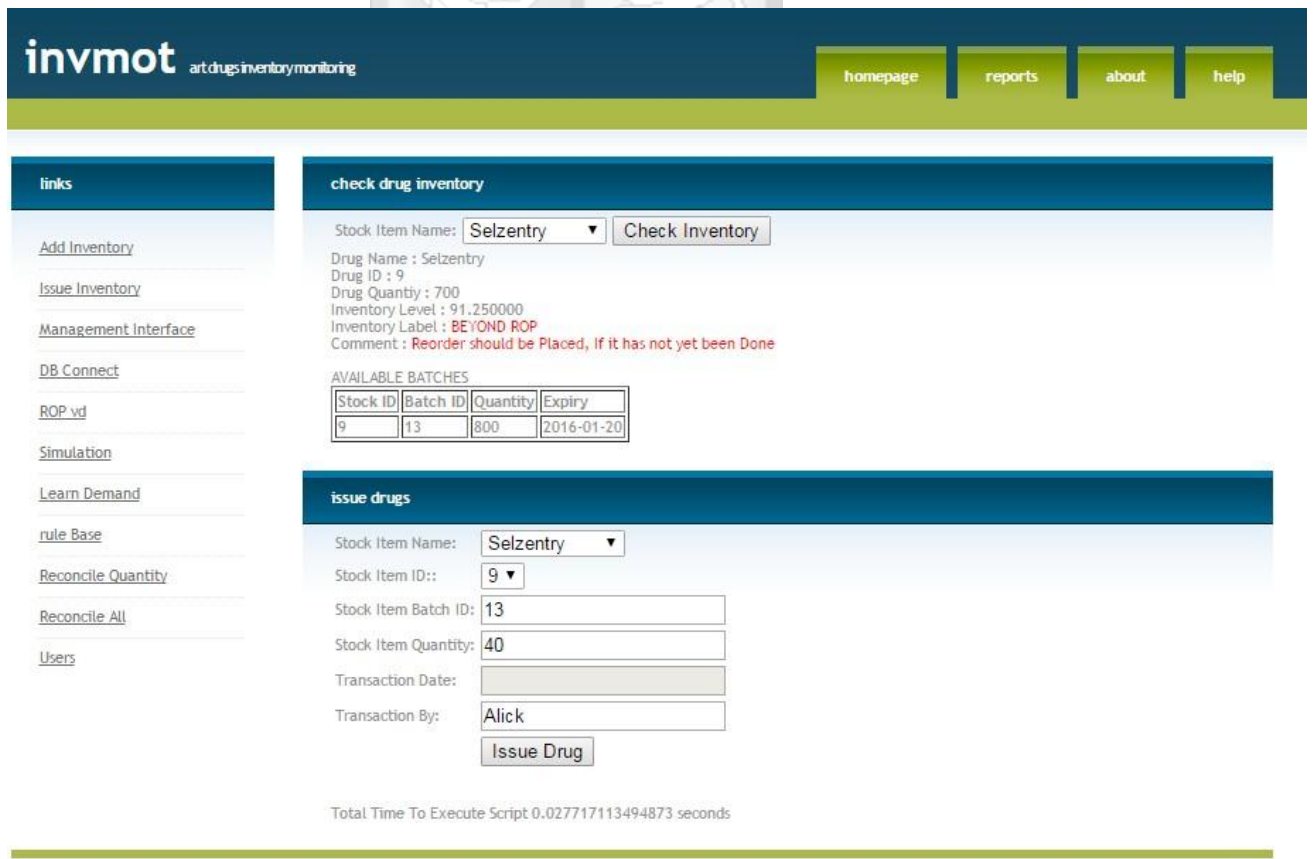 invmot art drugs inventory monitoring
homepage reports about help
links
Add Inventory
Issue Inventory
Management Interface
DB Connect
ROP vd
Simulation
Learn Demand
rule Base
Reconcile Quantity
Reconcile All
Users
check drug inventory
Stock Item Name: Selzentry ▼ Check Inventory
Drug Name : Selzentry
Drug ID : 9
Drug Quantiy : 700
Inventory Level : 91.250000
Inventory Label : BEYOND ROP
Comment : Reorder should be Placed, If it has not yet been Done
AVAILABLE BATCHES
Stock ID Batch ID Quantity Expiry
9 13 800 2016-01-20
issue drugs
Stock Item Name: Selzentry ▼
Stock Item ID:: 9 ▼
Stock Item Batch ID: 13
Stock Item Quantity: 40
Transaction Date:
Transaction By: Alick
Issue Drug
Total Time To Execute Script 0.027717113494873 seconds